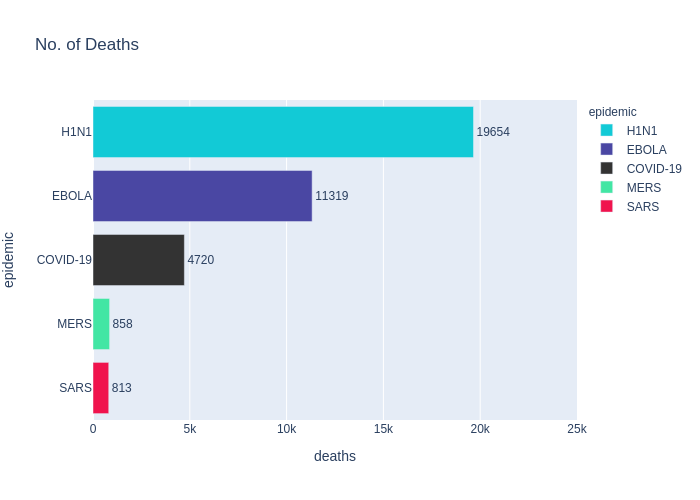 No. of Deaths
epidemic
H1N1
EBOLA
COVID-19
MERS
SARS
19654
11319
4720
858
813
0
5k
10k
15k
20k
25k
deaths
epidemic
H1N1
EBOLA
COVID-19
MERS
SARS